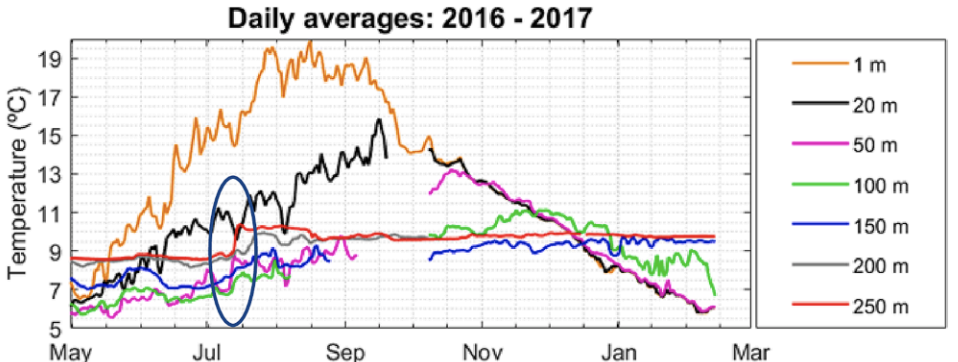 Daily averages: 2016 - 2017
Temperature (ºC)
19
17
15
13
11
9
7
5
May
Jul
Sep
Nov
Jan
Mar
1 m
20 m
50 m
100 m
150 m
200 m
250 m